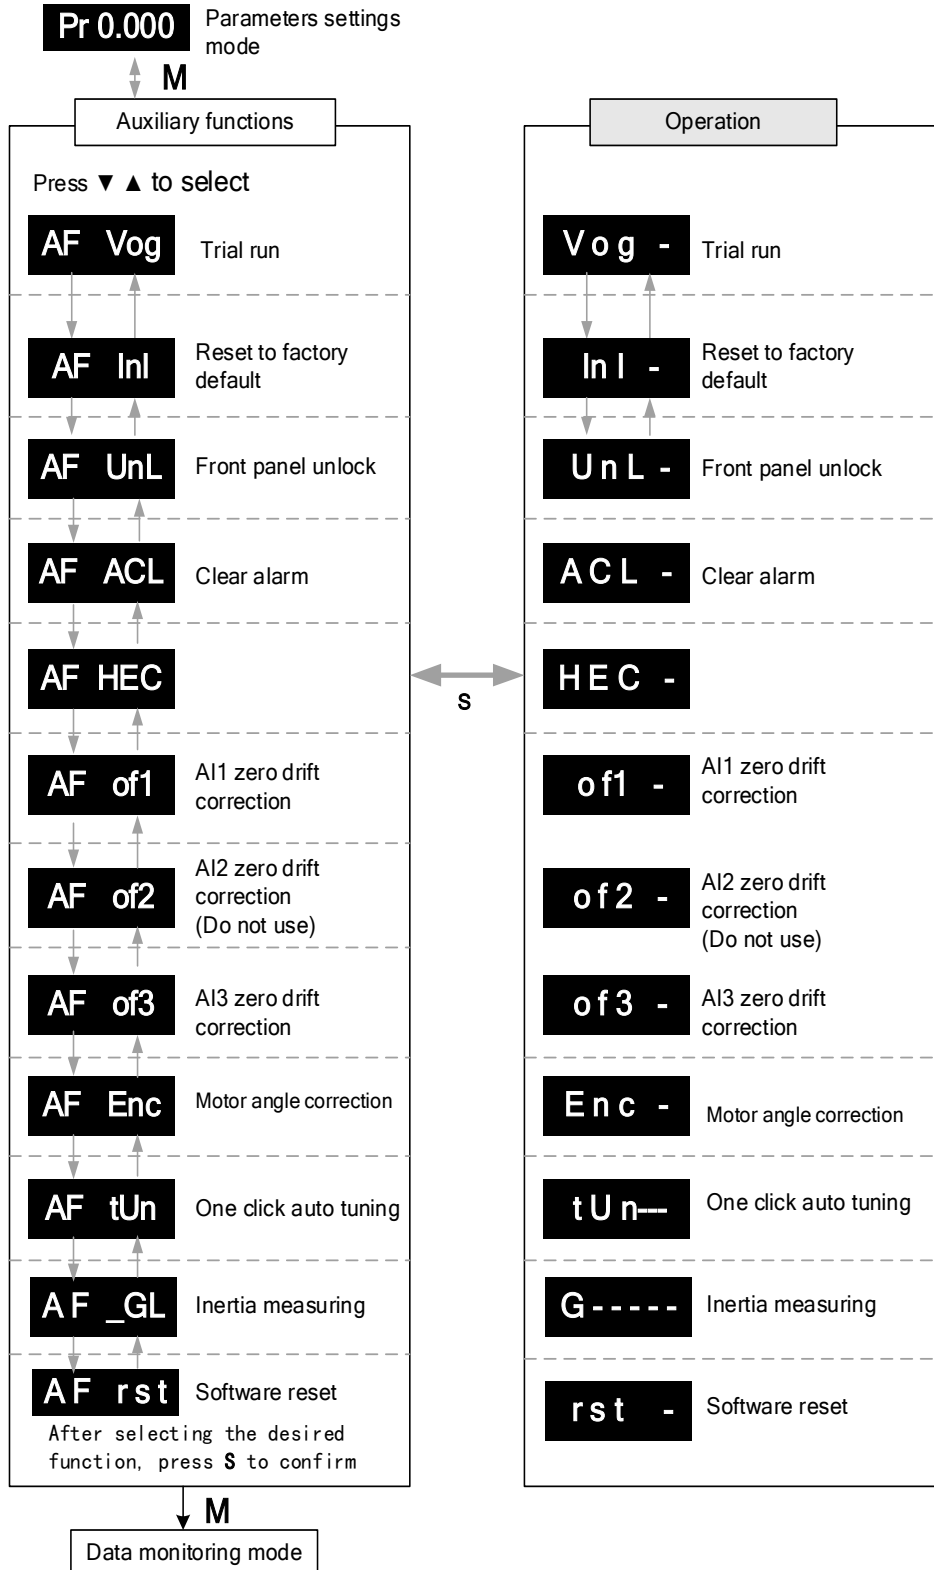 Pr 0.000
Parameters settings
mode
M
Auxiliary functions
Press ▼ ▲ to select
AF Vog
Trial run
AF InI
Reset to factory
default
AF UnL
Front panel unlock
AF ACL
Clear alarm
AF HEC
AF of1
AI1 zero drift
correction
AF of2
AI2 zero drift
correction
(Do not use)
AF of3
AI3 zero drift
correction
AF Enc
Motor angle correction
AF tUn
One click auto tuning
AF _GL
Inertia measuring
AF rst
Software reset
After selecting the desired
function, press S to confirm
M
Data monitoring mode
S
Operation
Vog -
Trial run
InI -
Reset to factory
default
UnL -
Front panel unlock
ACL -
Clear alarm
HEC -
of1 -
AI1 zero drift
correction
of2 -
AI2 zero drift
correction
(Do not use)
of3 -
AI3 zero drift
correction
Enc -
Motor angle correction
tUn---
One click auto tuning
G-----
Inertia measuring
rst -
Software reset